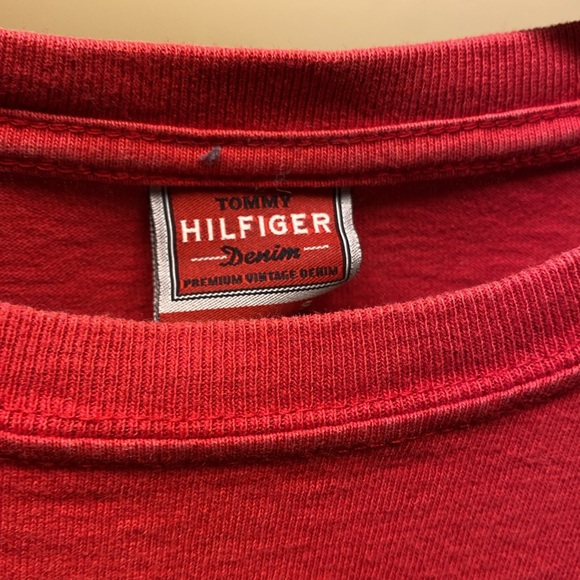 TOMMY
HILFIGER
Denim
PREMIUM VINTAGE DENIM